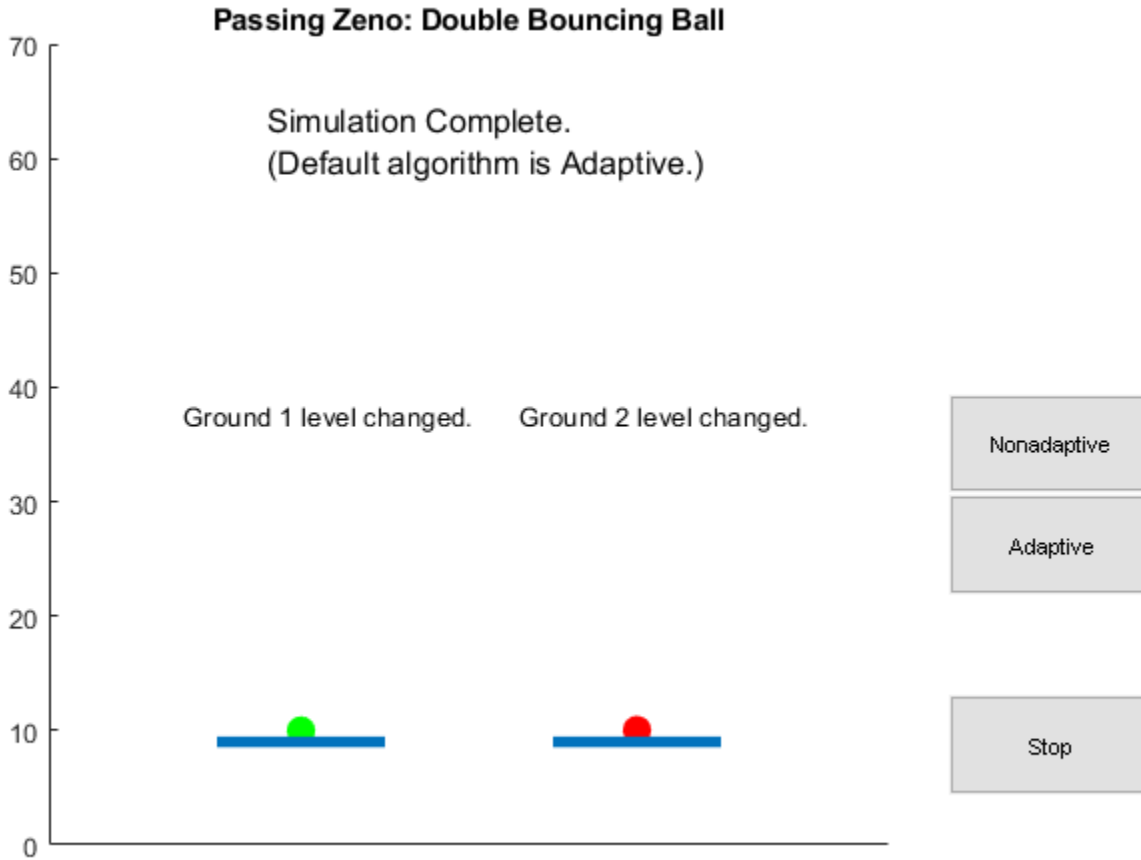 Passing Zeno: Double Bouncing Ball
70
Simulation Complete.
60
(Default algorithm is Adaptive.)
50
40
Ground 1 level changed.
Ground 2 level changed.
Nonadaptive
30
Adaptive
20
10
Stop
0